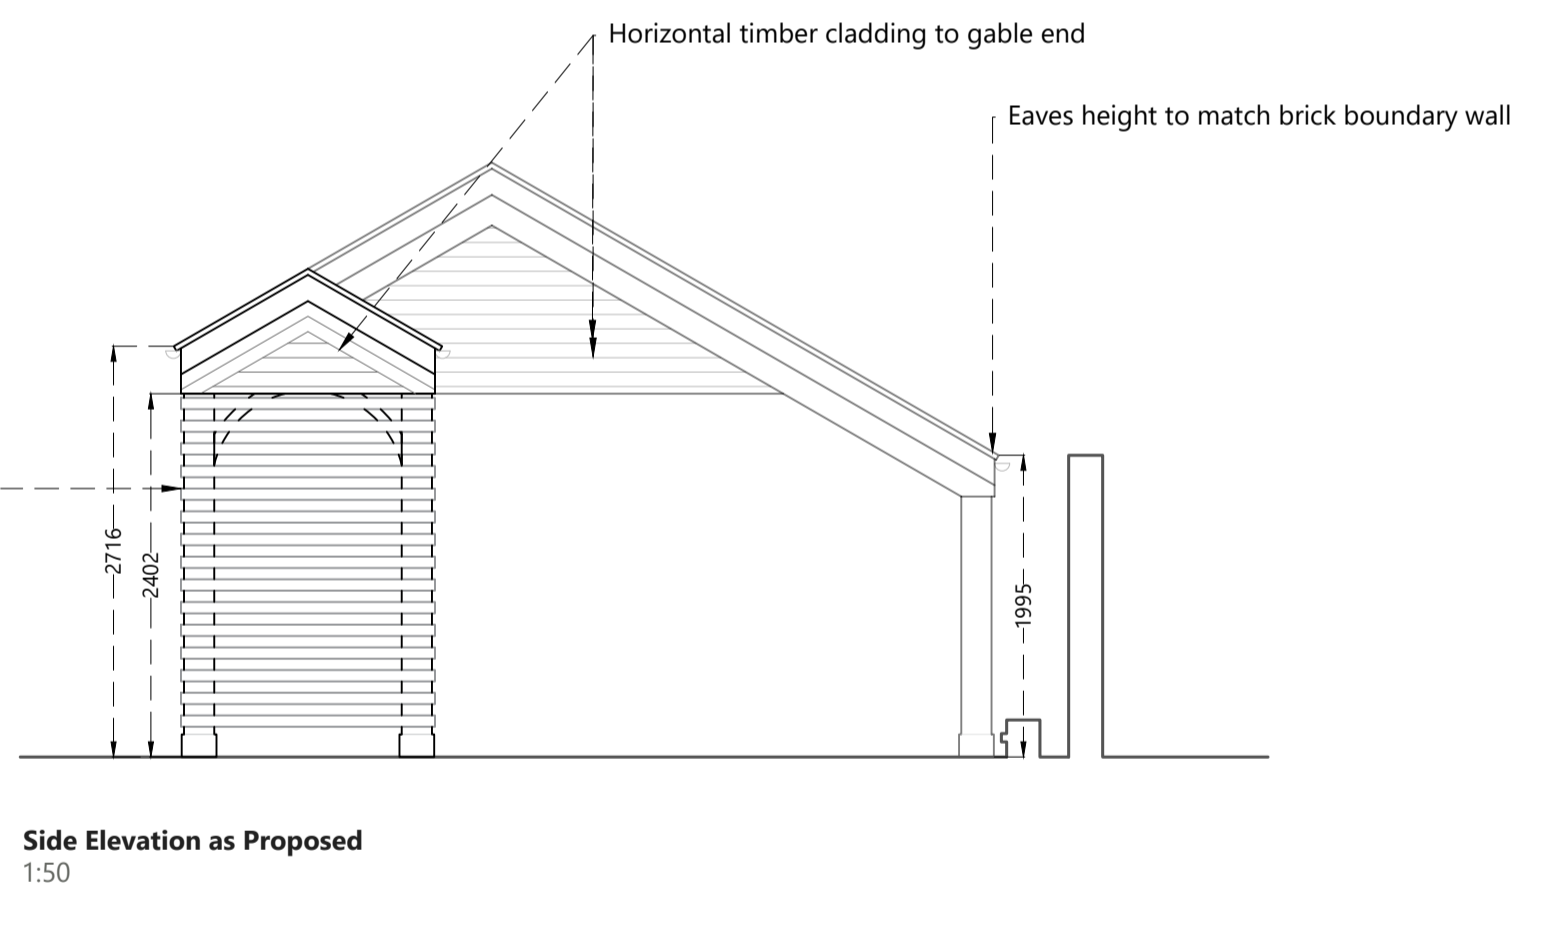 Horizontal timber cladding to gable end
Eaves height to match brick boundary wall
2716
2402
1995
Side Elevation as Proposed
1:50